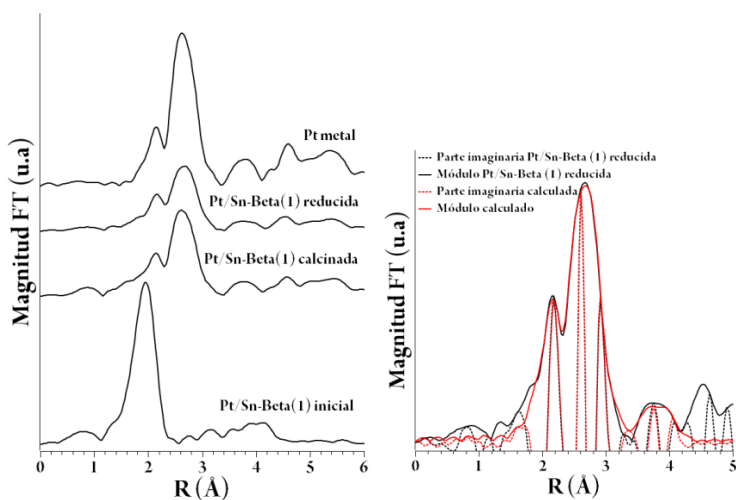 Magnitud FT (u.a)
Pt metal
Pt/Sn-Beta(1) reducida
Pt/Sn-Beta(1) calcinada
Pt/Sn-Beta(1) inicial
0 1 2 3 4 5 6
R (Å)
Magnitud FT (u.a)
Parte imaginaria Pt/Sn-Beta (1) reducida
Módulo Pt/Sn-Beta (1) reducida
Parte imaginaria calculada
Módulo calculado
0 1 2 3 4 5
R (Å)